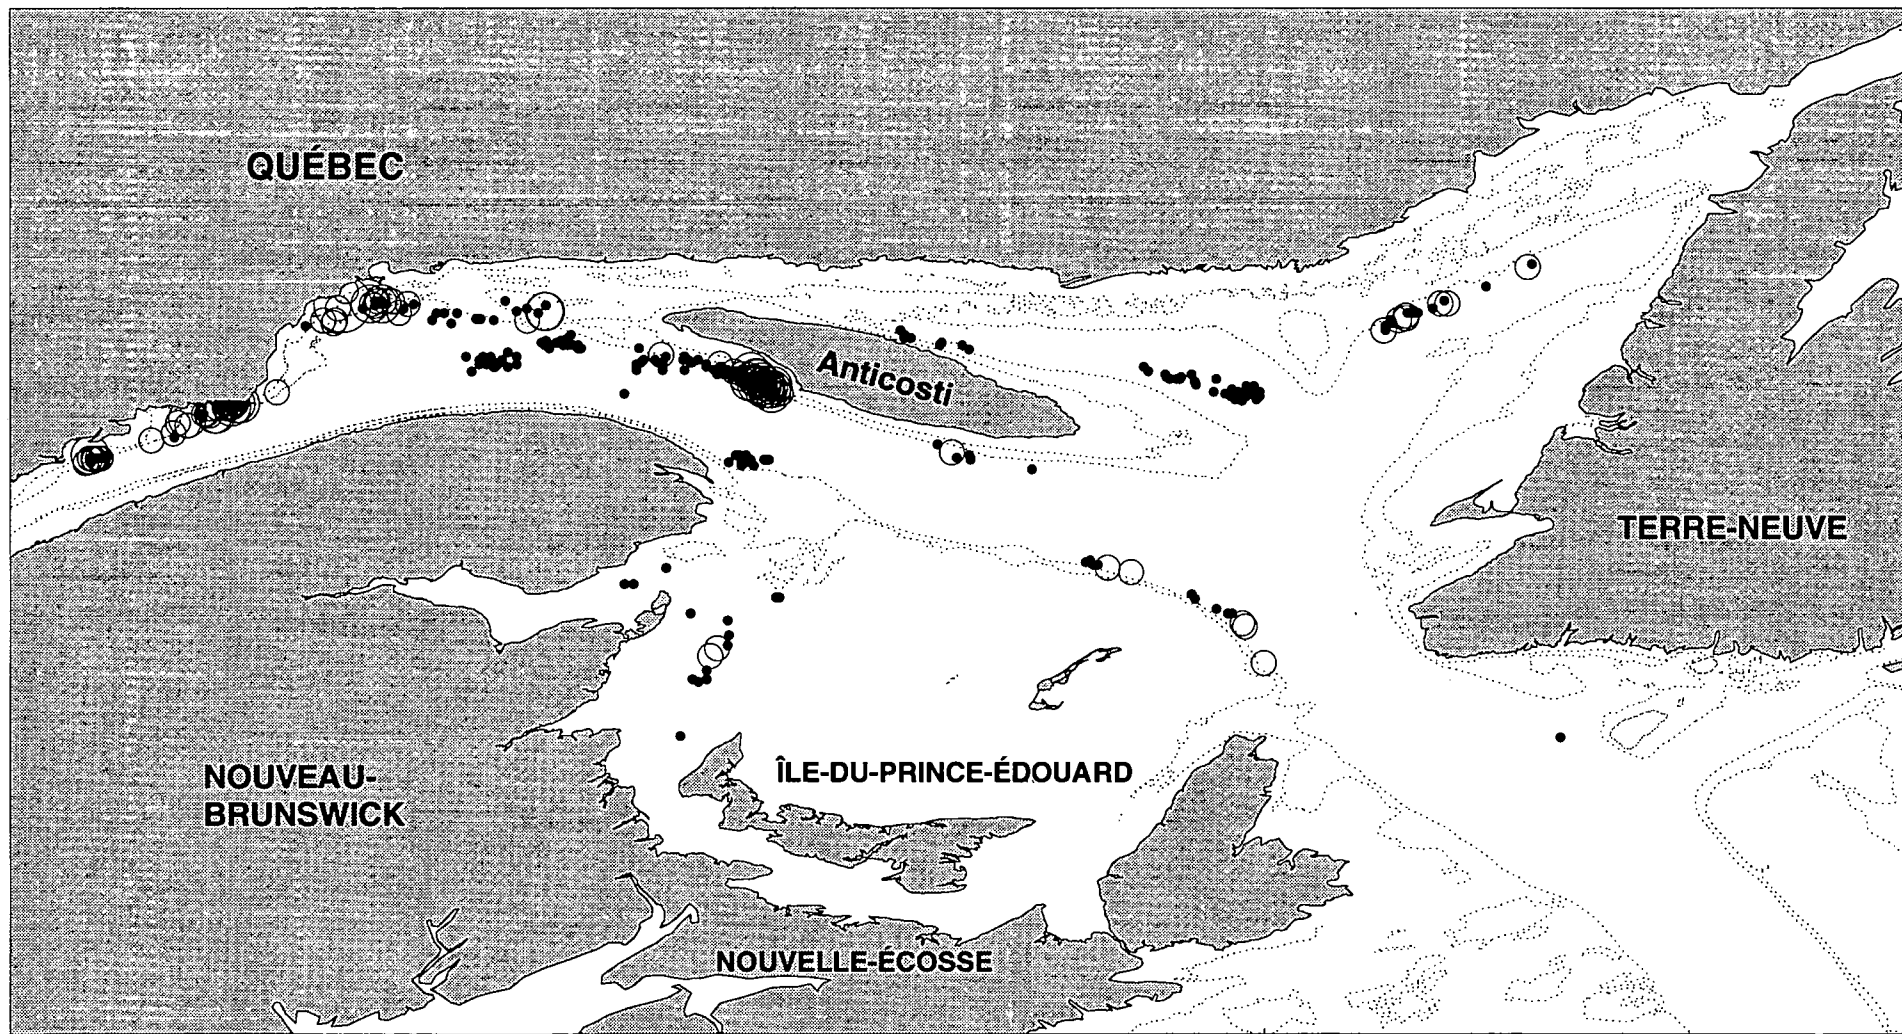 QUÉBEC
Anticosti
TERRE-NEUVE
ÎLE-DU-PRINCE-ÉDOUARD
NOUVEAU-
BRUNSWICK
NOUVELLE-ÉCOSSE